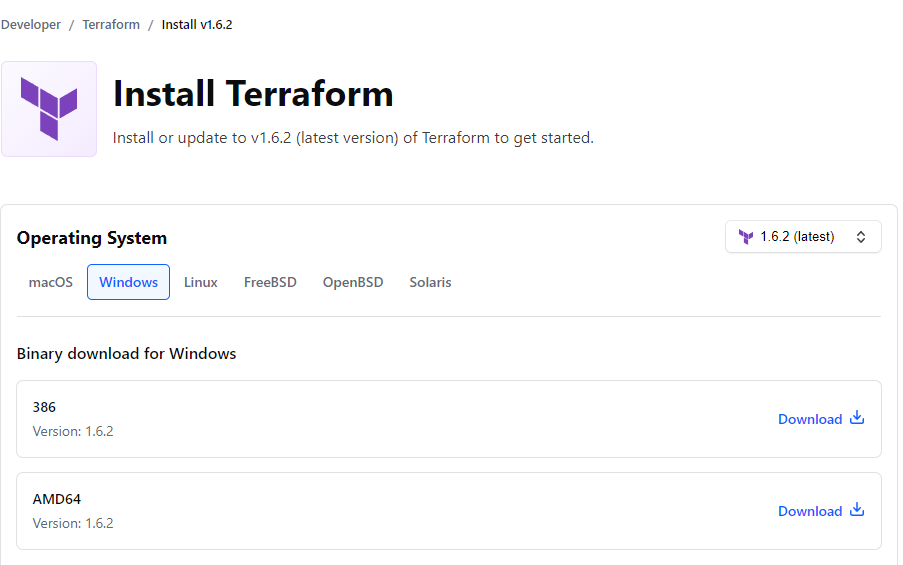 Developer / Terraform / Install v1.6.2
Install Terraform
Install or update to v1.6.2 (latest version) of Terraform to get started.
Operating System
1.6.2 (latest)
macOS Windows Linux FreeBSD OpenBSD Solaris
Binary download for Windows
386
Version: 1.6.2
Download
AMD64
Version: 1.6.2
Download